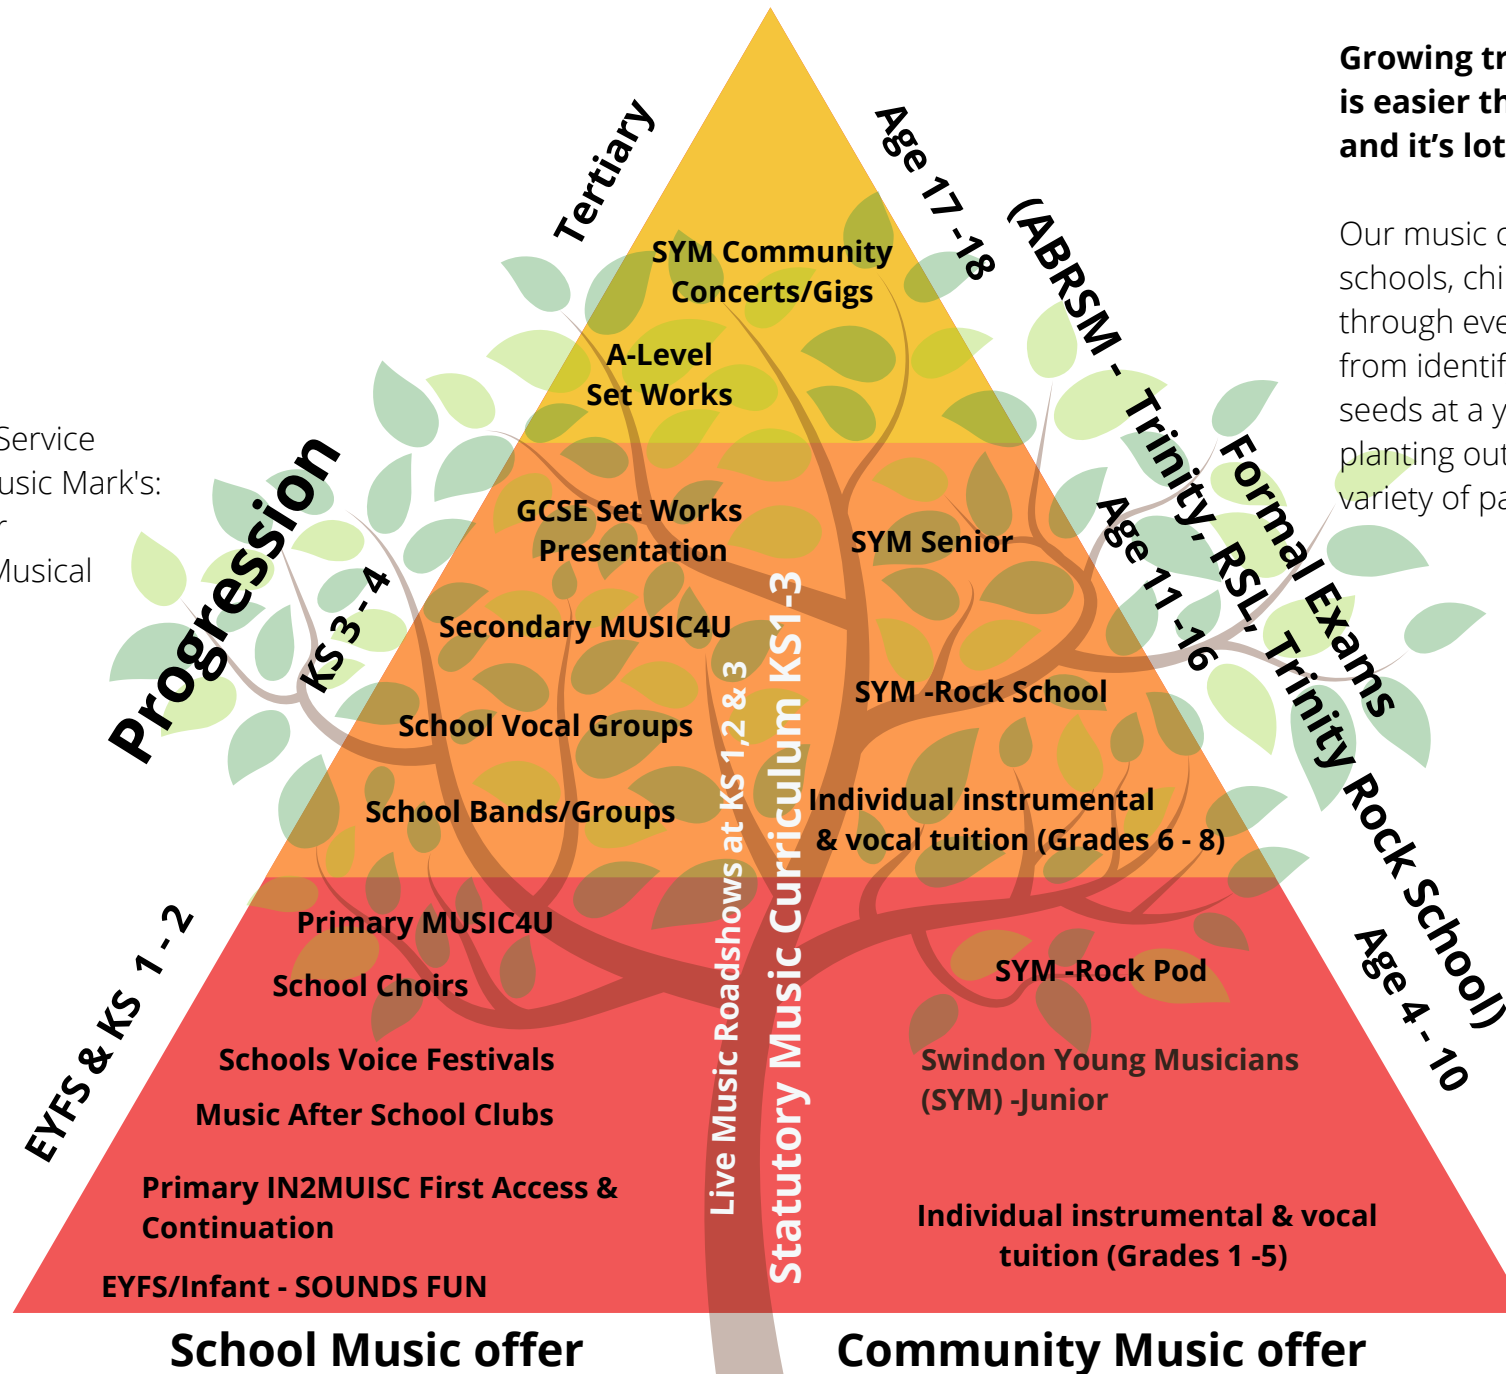 Growing tr
is easier th
and it’s lot
Our music o
schools, chi
through eve
from identif
seeds at a y
planting out
variety of pa
Service
usic Mark's:
r
Musical
Progression
Tertiary
KS 3 - 4
EYFS & KS 1 - 2
Age 17 -18
Age 11 -16
Age 4 - 10
Formal Exams
(ABRSM - Trinity, RSL, Trinity Rock School)
SYM Community
Concerts/Gigs
A-Level
Set Works
GCSE Set Works
Presentation
Secondary MUSIC4U
School Vocal Groups
School Bands/Groups
SYM Senior
SYM -Rock School
Individual instrumental
& vocal tuition (Grades 6 - 8)
Live Music Roadshows at KS 1,2 & 3
Statutory Music Curriculum KS1-3
Primary MUSIC4U
School Choirs
Schools Voice Festivals
Music After School Clubs
Primary IN2MUISC First Access &
Continuation
EYFS/Infant - SOUNDS FUN
SYM -Rock Pod
Swindon Young Musicians
(SYM) -Junior
Individual instrumental & vocal
tuition (Grades 1 -5)
School Music offer
Community Music offer